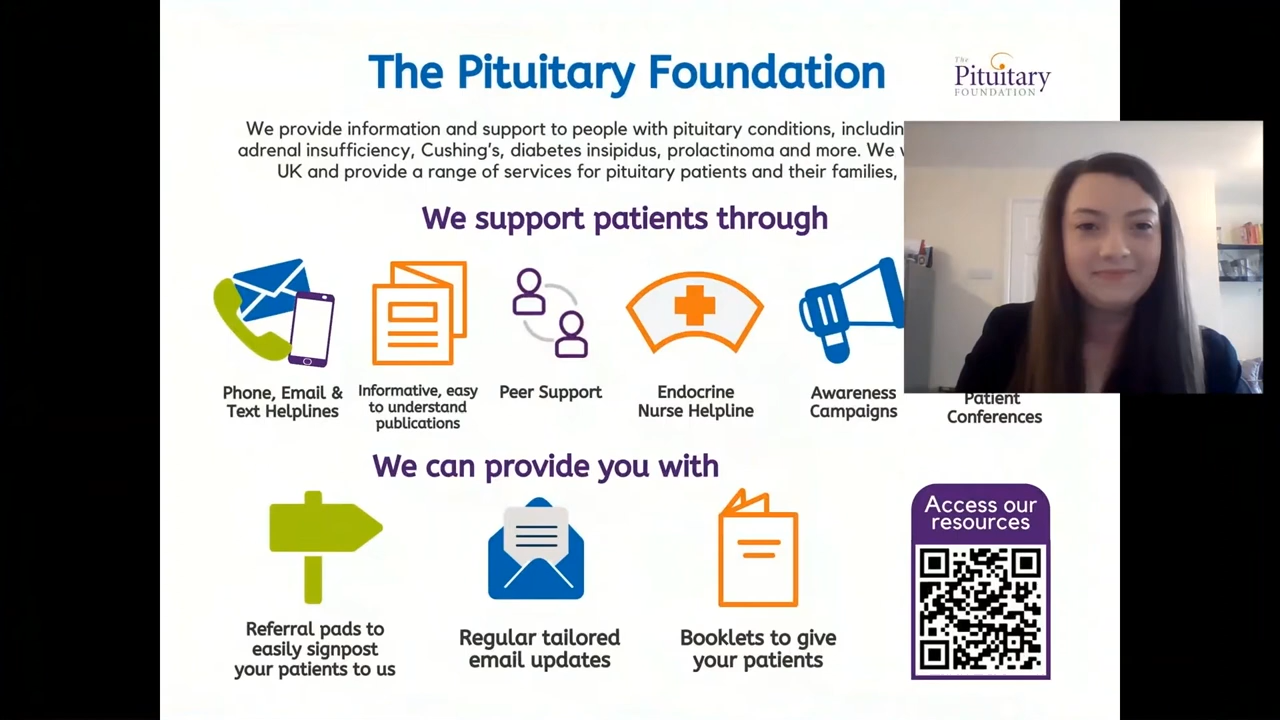 The Pituitary Foundation
The
Pituitary
FOUNDATION
We provide information and support to people with pituitary conditions, includin
adrenal insufficiency, Cushing's, diabetes insipidus, prolactinoma and more. We
UK and provide a range of services for pituitary patients and their families,
We support patients through
Phone, Email &
Text Helplines
Informative, easy
to understand
publications
Peer Support
Endocrine
Nurse Helpline
Awareness
Campaigns
Patient
Conferences
We can provide you with
Referral pads to
easily signpost
your patients to us
Regular tailored
email updates
Booklets to give
your patients
Access our
resources